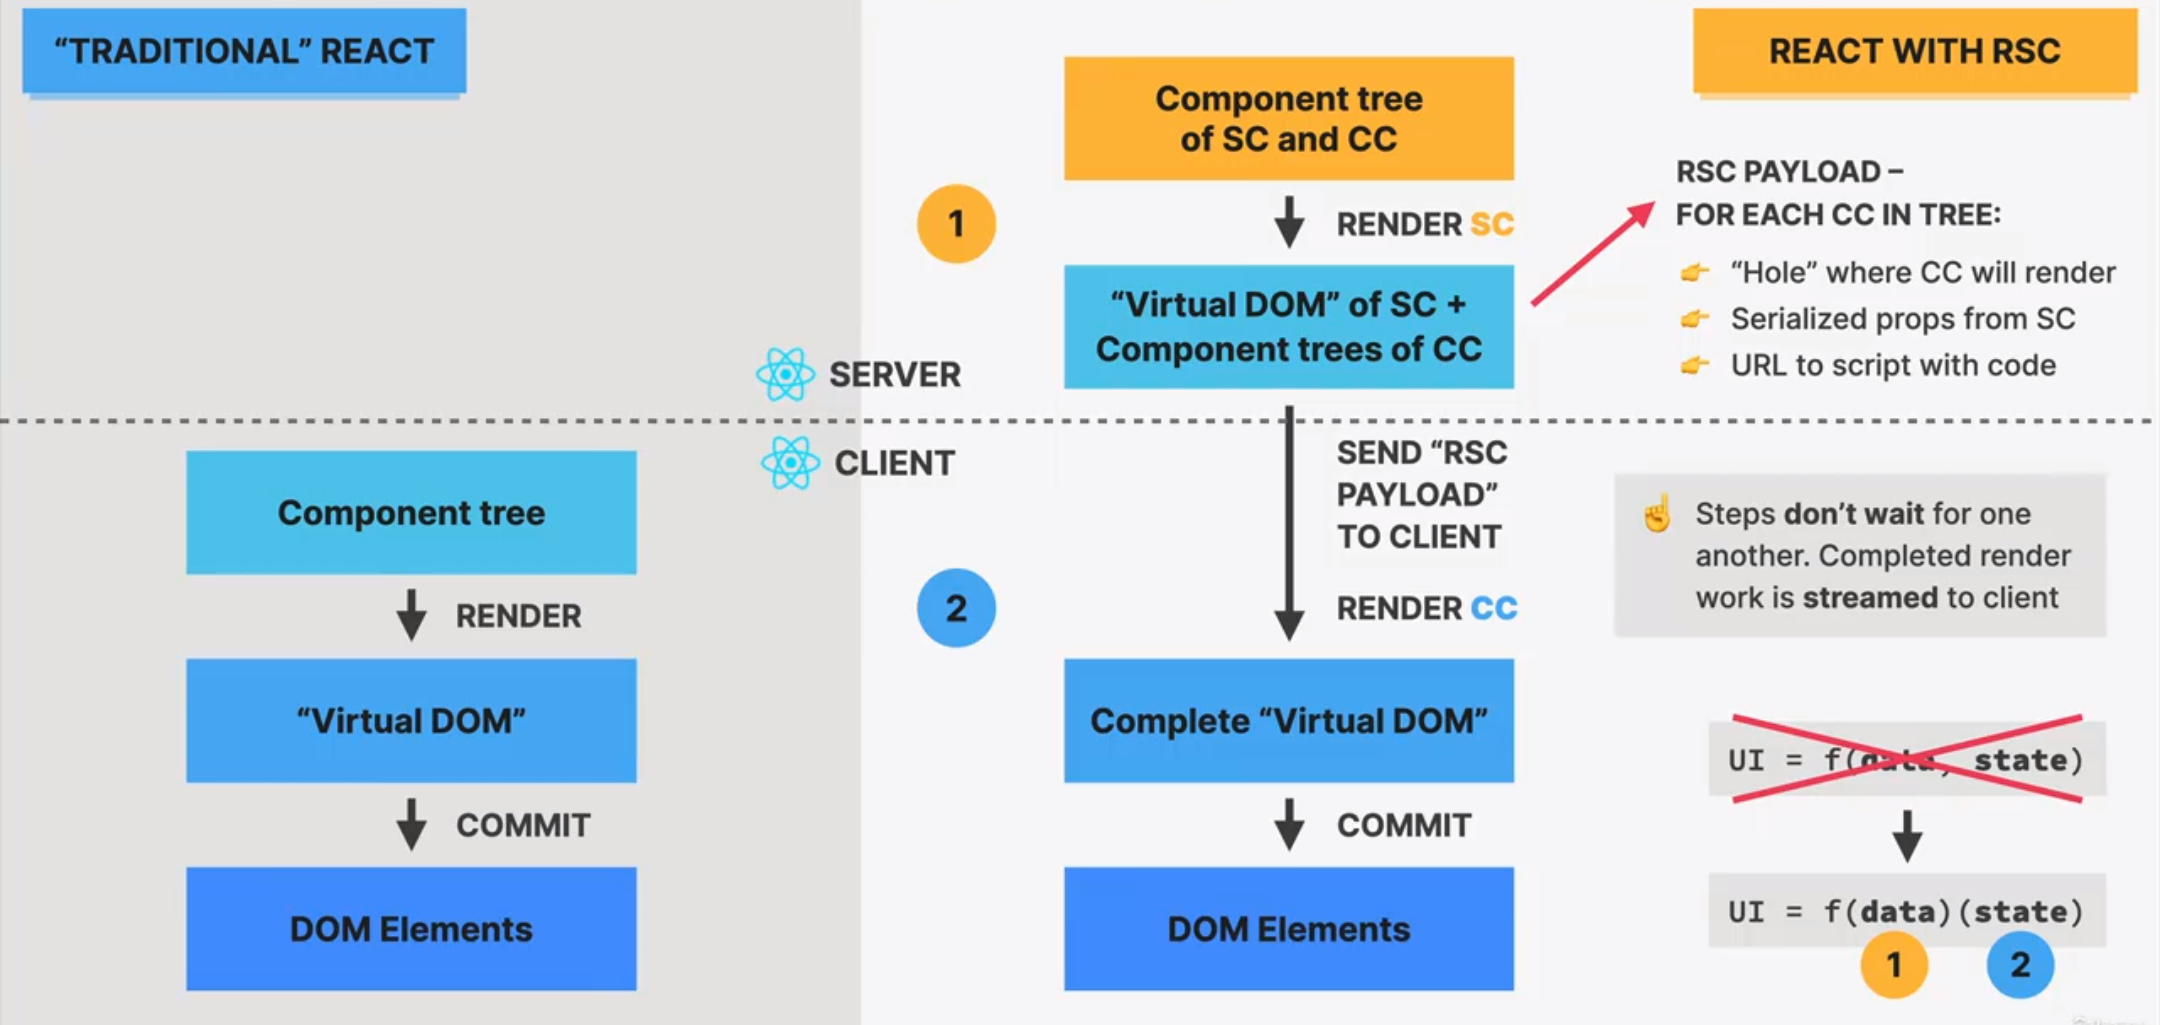 “TRADITIONAL” REACT
REACT WITH RSC
Component tree
of SC and CC
1
RENDER SC
“Virtual DOM” of SC +
Component trees of CC
RSC PAYLOAD –
FOR EACH CC IN TREE:
👉 “Hole” where CC will render
👉 Serialized props from SC
👉 URL to script with code
SERVER
CLIENT
Component tree
RENDER
“Virtual DOM”
COMMIT
DOM Elements
SEND “RSC
PAYLOAD”
TO CLIENT
2
RENDER CC
Complete “Virtual DOM”
COMMIT
DOM Elements
☝ Steps don’t wait for one
another. Completed render
work is streamed to client
UI = f(data, state)
UI = f(data)(state)
1
2